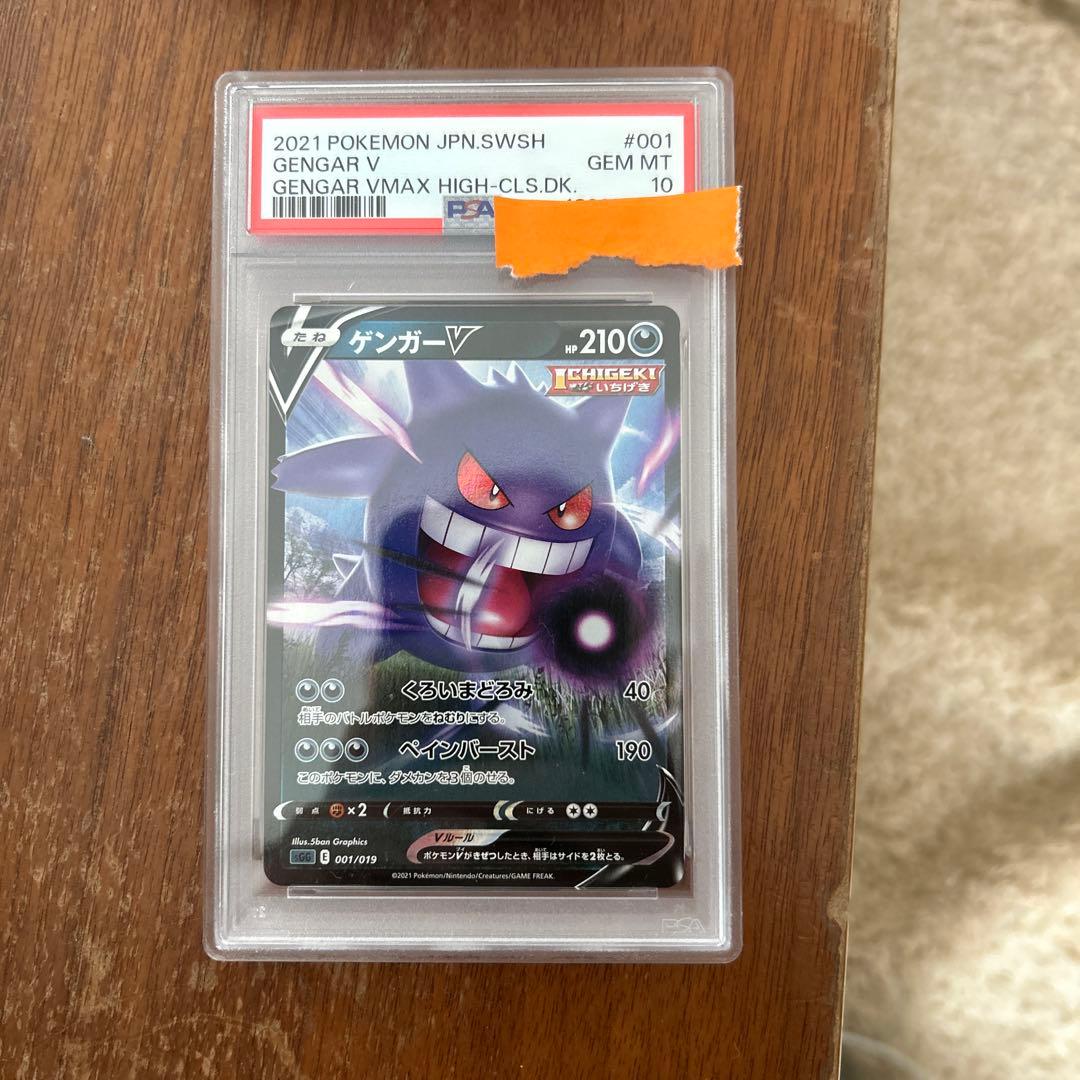 2021 POKEMON JPN.SWSH #001
GENGAR V GEM MT
GENGAR VMAX HIGH-CLS.DK. 10
PSA
たね ゲンガーV HP 210
ICHIGEKI
いちげき
くろいまどろみ 40
相手のバトルポケモンをねむりにする。
ペインバースト 190
このポケモンに、ダメカンを3個のせる。
弱点 ×2 抵抗力 にげる
Illus.5ban Graphics
Vルール
sGG E 001/019
ポケモンVがきぜつしたとき、相手はサイドを2枚とる。
©2021 Pokémon/Nintendo/Creatures/GAME FREAK.
PSA